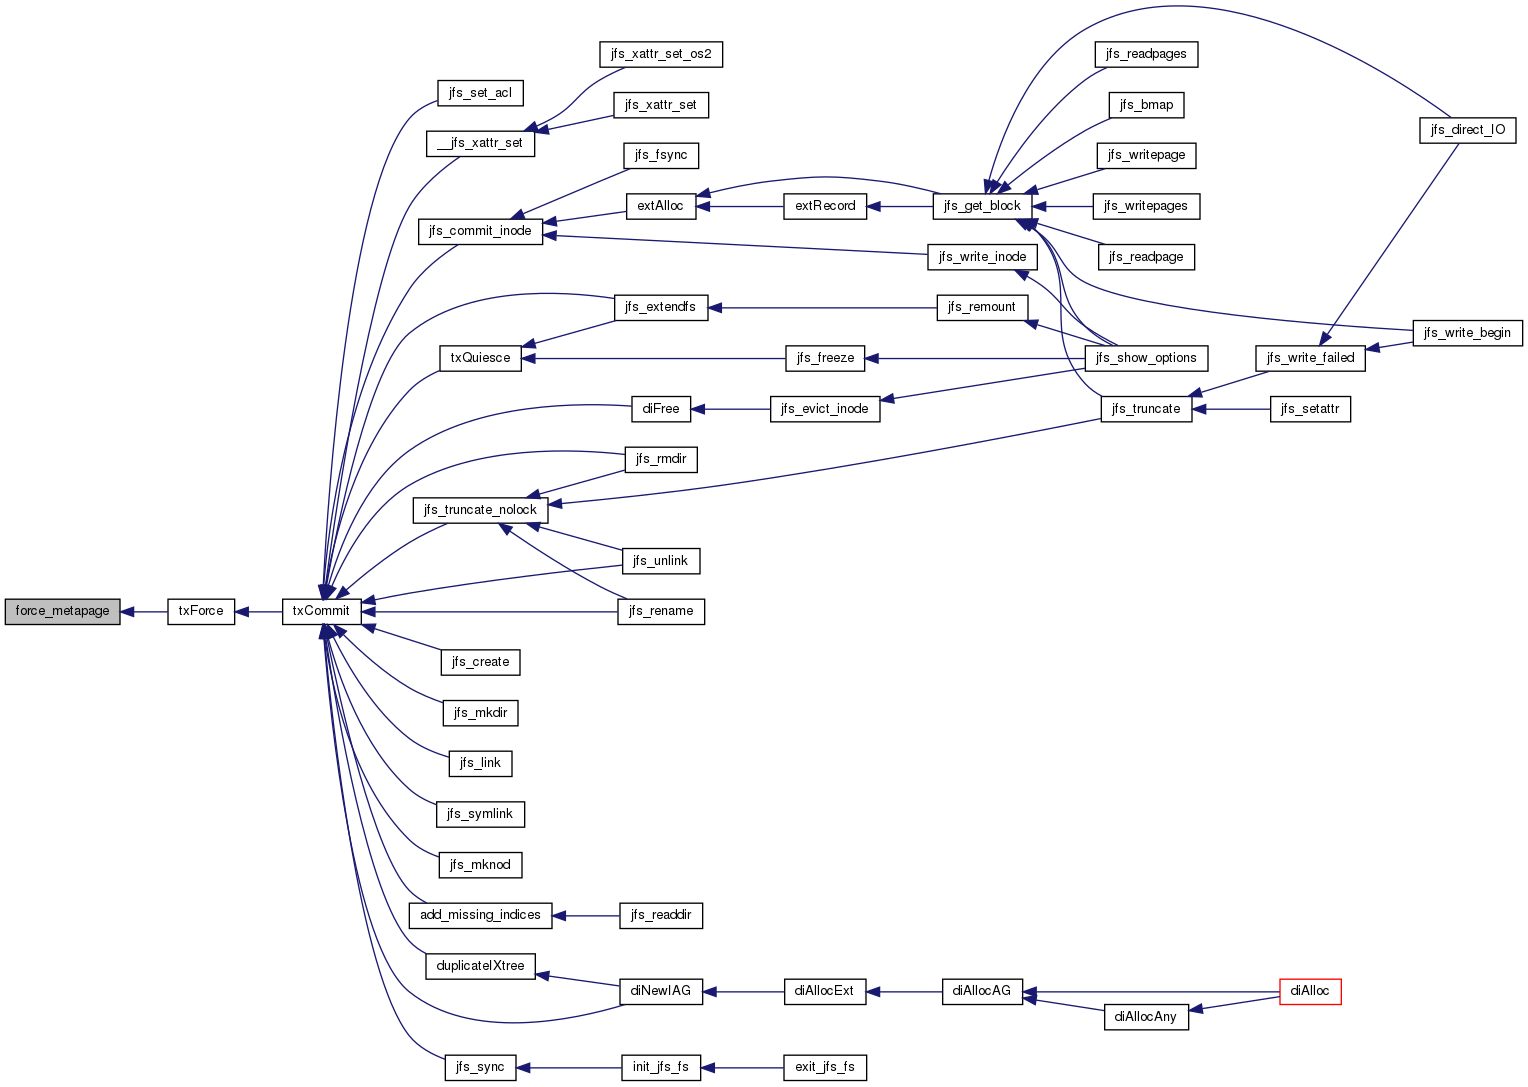 jfs_xattr_set_os2
jfs_readpages
jfs_set_acl
jfs_xattr_set
jfs_bmap
jfs_direct_IO
__jfs_xattr_set
jfs_fsync
jfs_writepage
extAlloc
extRecord
jfs_get_block
jfs_writepages
jfs_commit_inode
jfs_write_inode
jfs_readpage
jfs_extendfs
jfs_remount
jfs_write_begin
txQuiesce
jfs_freeze
jfs_show_options
jfs_write_failed
diFree
jfs_evict_inode
jfs_truncate
jfs_setattr
jfs_rmdir
jfs_truncate_nolock
jfs_unlink
force_metapage
txForce
txCommit
jfs_rename
jfs_create
jfs_mkdir
jfs_link
jfs_symlink
jfs_mknod
add_missing_indices
jfs_readdir
duplicateIXtree
diNewIAG
diAllocExt
diAllocAG
diAlloc
diAllocAny
jfs_sync
init_jfs_fs
exit_jfs_fs